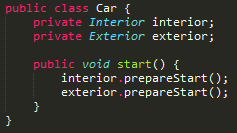 public class Car {
    private Interior interior;
    private Exterior exterior;

    public void start() {
        interior.prepareStart();
        exterior.prepareStart();
    }
}